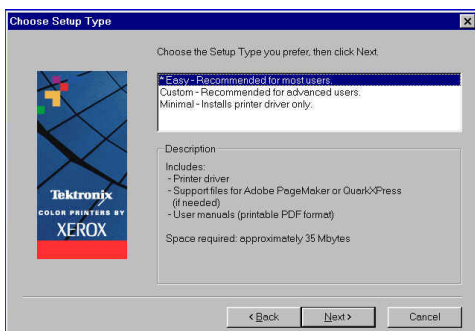 Choose Setup Type
Choose the Setup Type you prefer, then click Next.
* Easy - Recommended for most users.
Custom - Recommended for advanced users.
Minimal - Installs printer driver only.
Description
Includes:
- Printer driver
- Support files for Adobe PageMaker or QuarkXPress
(if needed)
- User manuals (printable PDF format)
Space required: approximately 35 Mbytes
Tektronix
COLOR PRINTERS BY
XEROX
< Back
Next >
Cancel